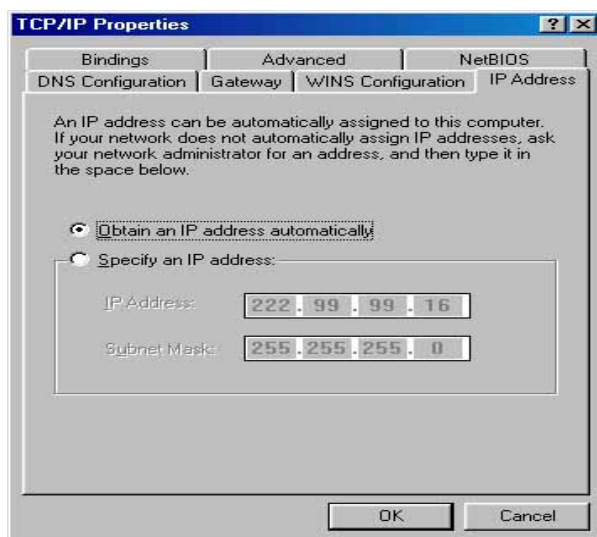 TCP/IP Properties
? X
Bindings Advanced NetBIOS
DNS Configuration Gateway WINS Configuration IP Address
An IP address can be automatically assigned to this computer.
If your network does not automatically assign IP addresses, ask
your network administrator for an address, and then type it in
the space below.
Obtain an IP address automatically
Specify an IP address:
IP Address: 222 . 99 . 99 . 16
Subnet Mask: 255 . 255 . 255 . 0
OK Cancel